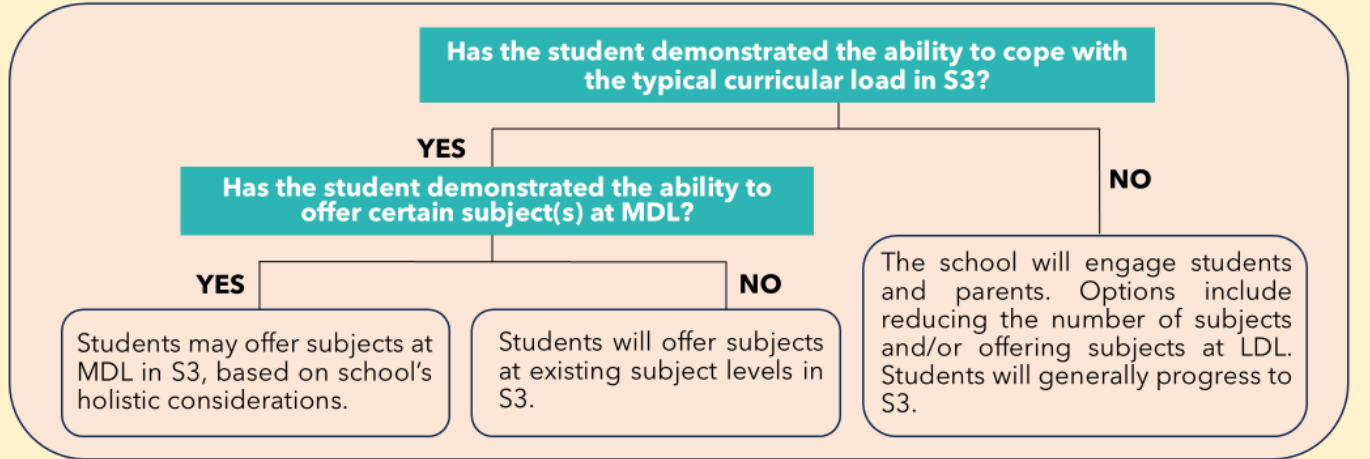 Has the student demonstrated the ability to cope with
the typical curricular load in S3?
YES
NO
Has the student demonstrated the ability to
offer certain subject(s) at MDL?
YES
NO
Students may offer subjects at
MDL in S3, based on school's
holistic considerations.
Students will offer subjects
at existing subject levels in
S3.
The school will engage students
and parents. Options include
reducing the number of subjects
and/or offering subjects at LDL.
Students will generally progress to
S3.